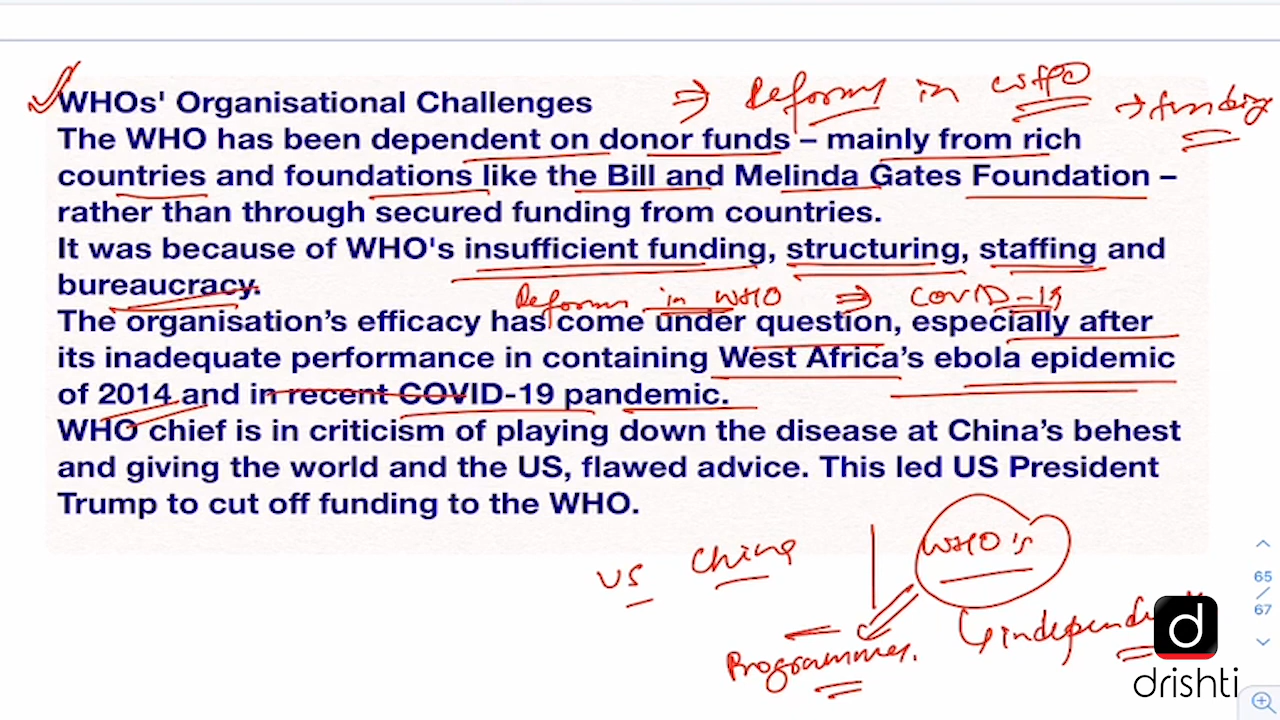 ⇒ Reforms in WHO → funding
WHOs' Organisational Challenges
The WHO has been dependent on donor funds – mainly from rich
countries and foundations like the Bill and Melinda Gates Foundation –
rather than through secured funding from countries.
It was because of WHO's insufficient funding, structuring, staffing and
bureaucracy.
Reforms in WHO ⇒ COVID-19
The organisation's efficacy has come under question, especially after
its inadequate performance in containing West Africa's ebola epidemic
of 2014 and in recent COVID-19 pandemic.
WHO chief is in criticism of playing down the disease at China's behest
and giving the world and the US, flawed advice. This led US President
Trump to cut off funding to the WHO.
US China
WHO's
Programmes.
65
/
67
d
drishti